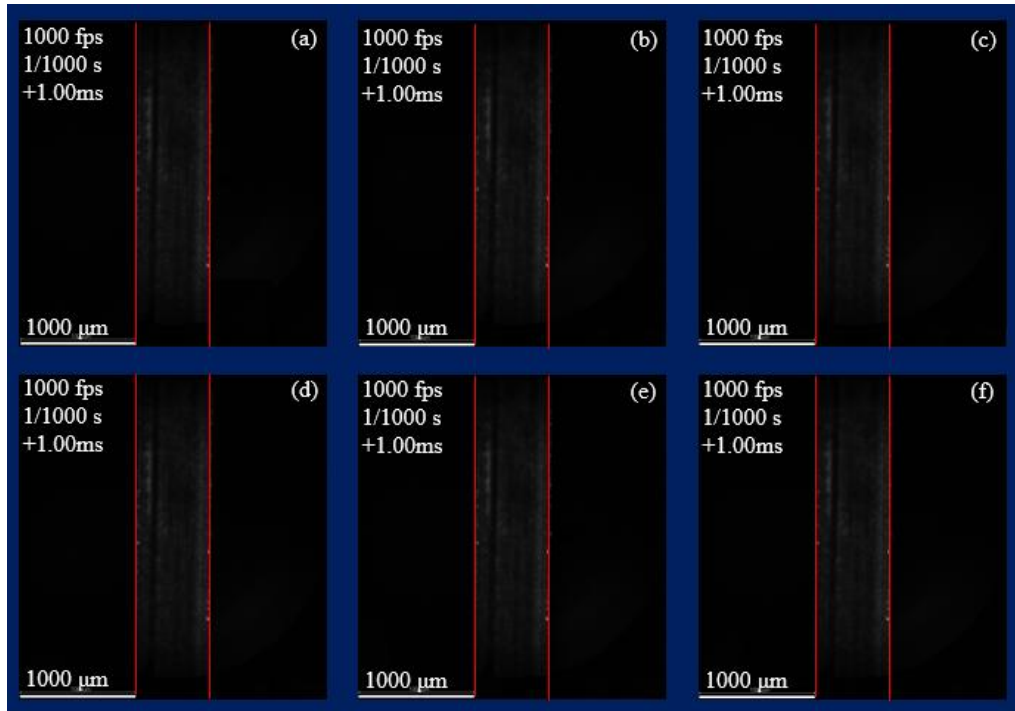 1000 fps (a)
1/1000 s
+1.00ms
1000 µm
1000 fps (b)
1/1000 s
+1.00ms
1000 µm
1000 fps (c)
1/1000 s
+1.00ms
1000 µm
1000 fps (d)
1/1000 s
+1.00ms
1000 µm
1000 fps (e)
1/1000 s
+1.00ms
1000 µm
1000 fps (f)
1/1000 s
+1.00ms
1000 µm